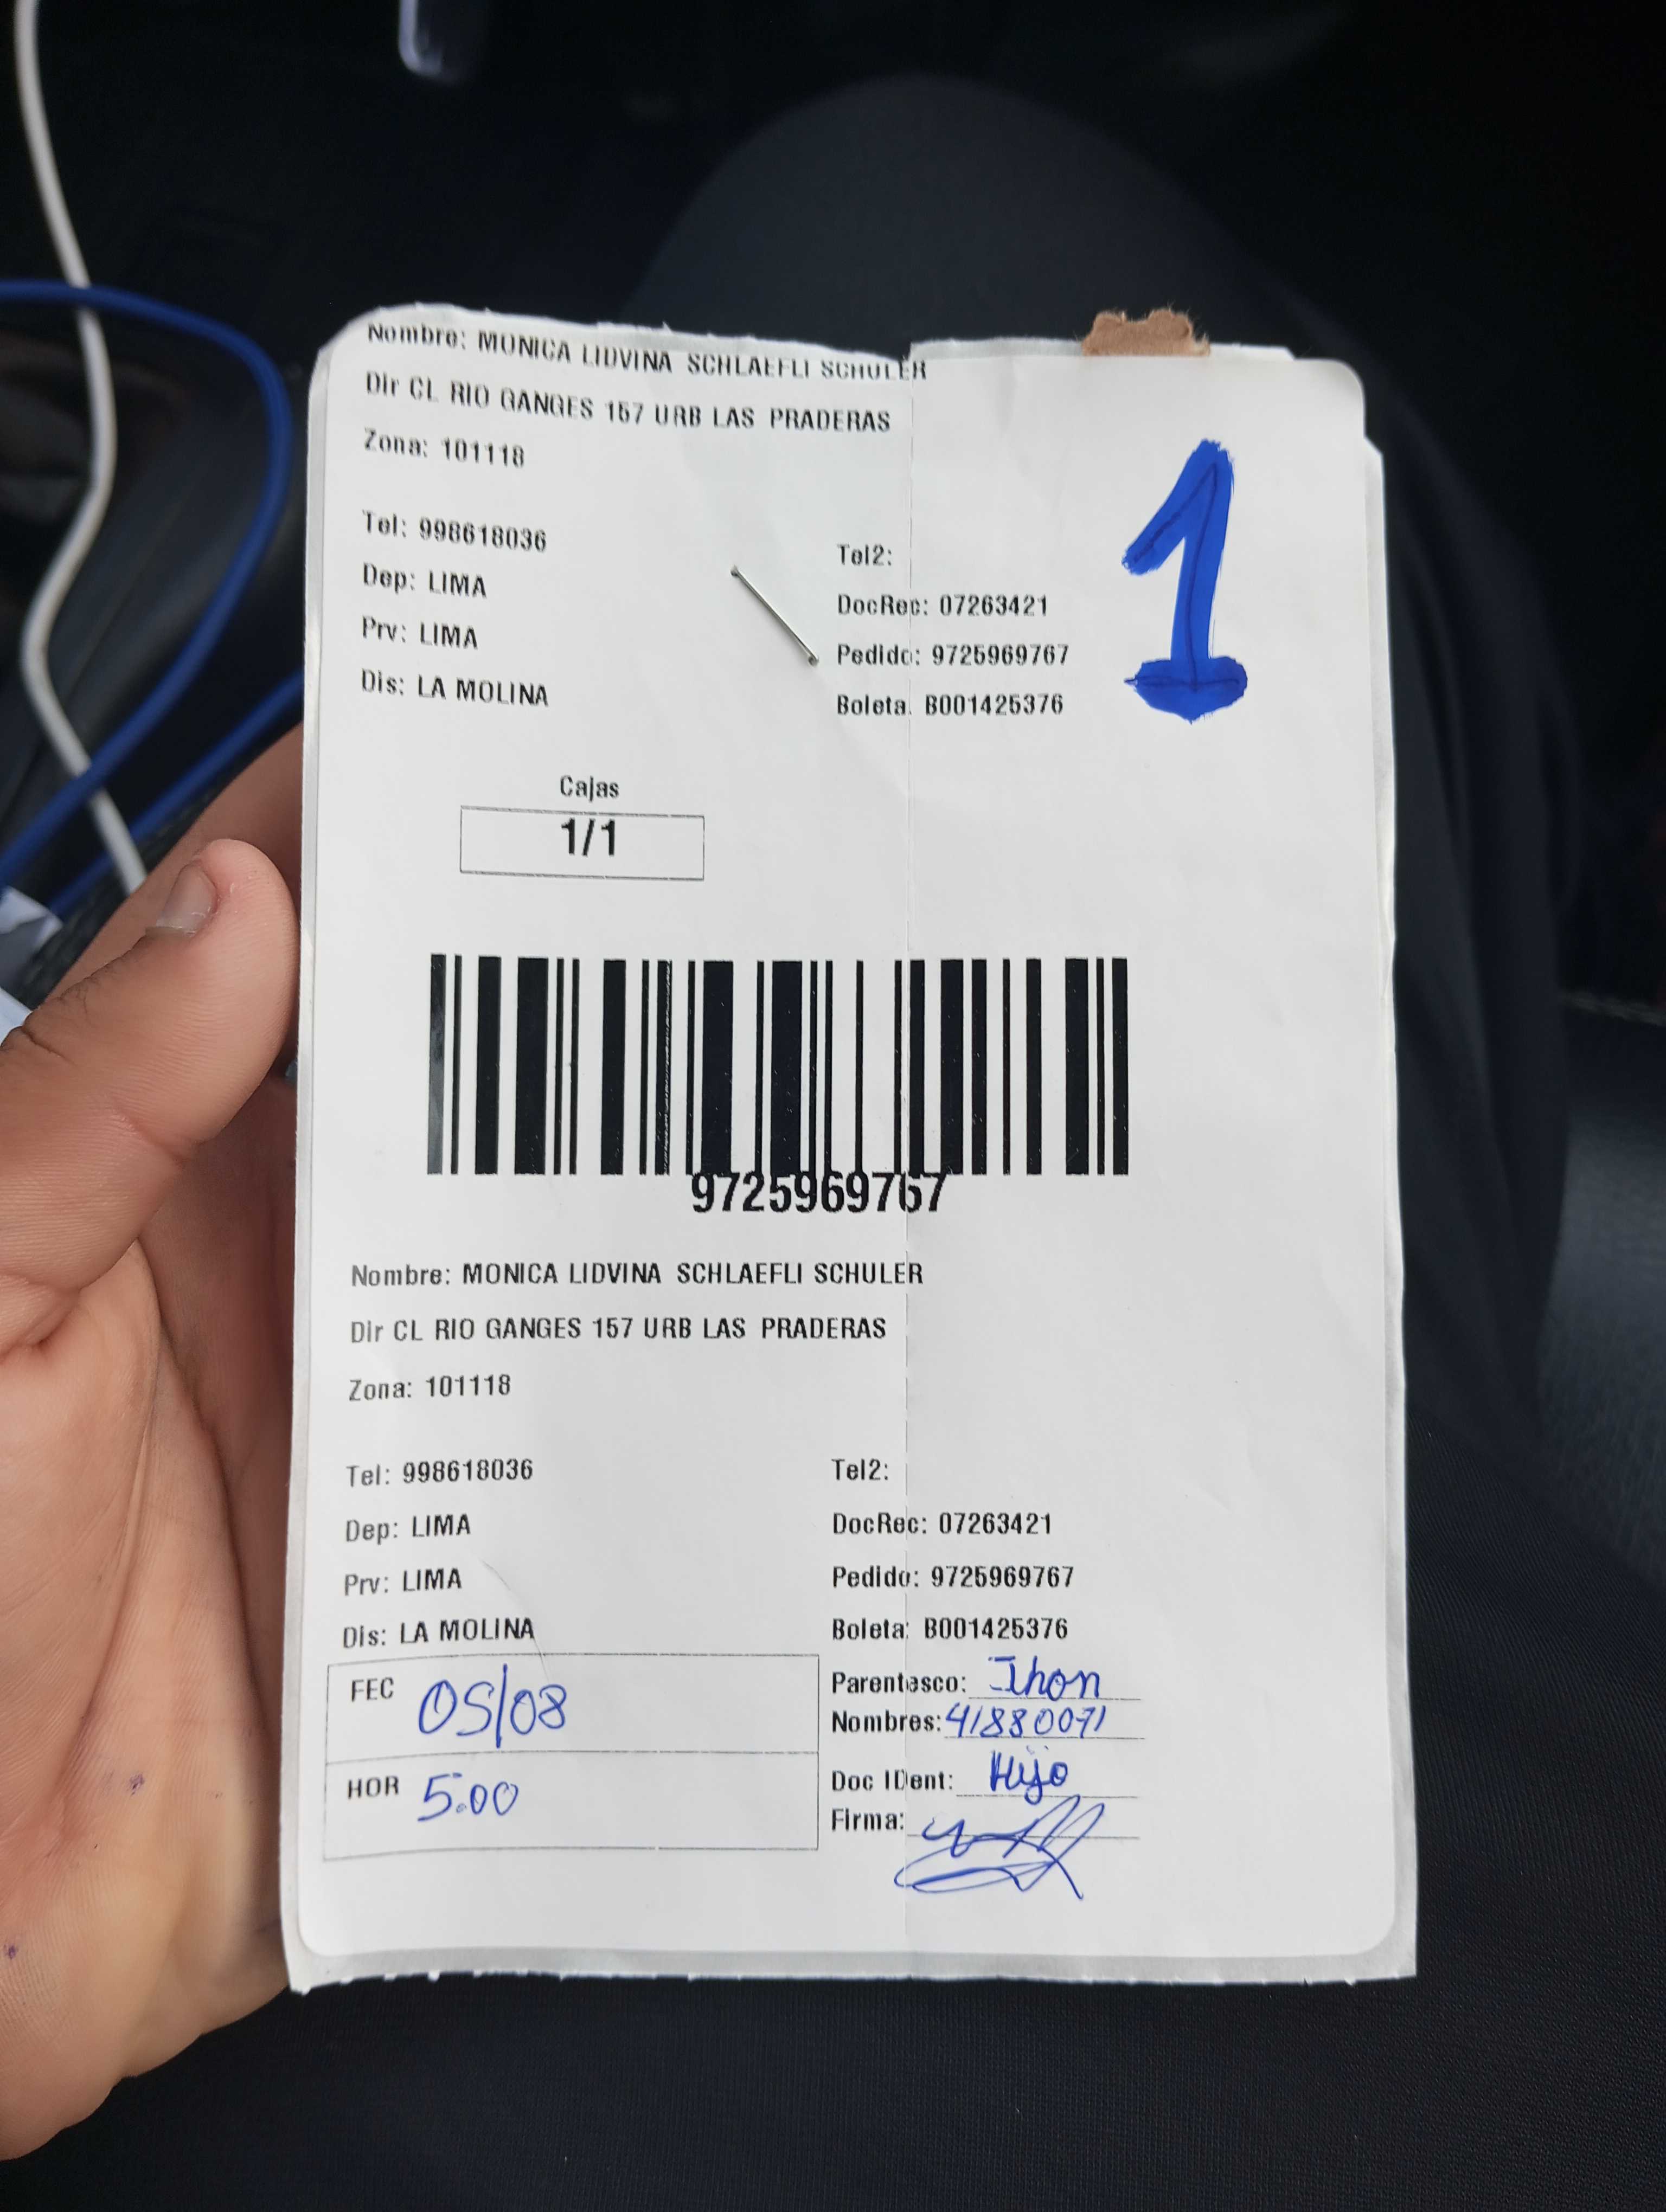 Nombre: MONICA LIDVINA SCHLAEFLI SCHULER
Dir CL RIO GANGES 157 URB LAS PRADERAS
Zona: 101118
Tel: 998618036
Tel2:
Dep: LIMA
DocRec: 07263421
Prv: LIMA
Pedido: 9725969767
Dis: LA MOLINA
Boleta: B001425376
1
Cajas
1/1
9725969767
Nombre: MONICA LIDVINA SCHLAEFLI SCHULER
Dir CL RIO GANGES 157 URB LAS PRADERAS
Zona: 101118
Tel: 998618036
Tel2:
Dep: LIMA
DocRec: 07263421
Prv: LIMA
Pedido: 9725969767
Dis: LA MOLINA
Boleta: B001425376
FEC 05/08
Parentesco: Jhon
Nombres: 41880071
HOR 5:00
Doc IDent: Hijo
Firma: